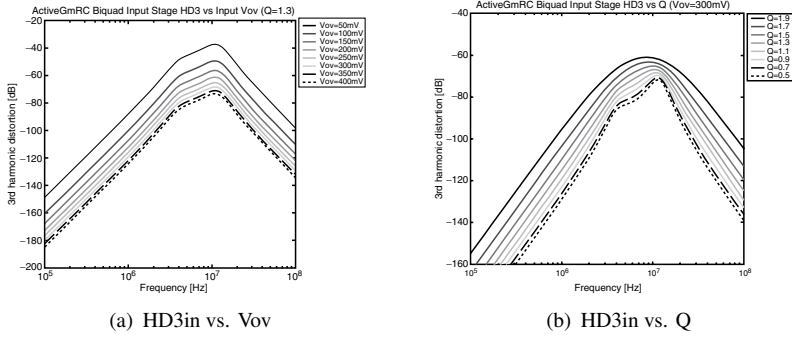 ActiveGmRC Biquad Input Stage HD3 vs Input Vov (Q=1.3)
−20
−40
−60
−80
−100
−120
−140
−160
−180
−200
3rd harmonic distortion [dB]
10^5
10^6
10^7
10^8
Frequency [Hz]
Vov=50mV
Vov=100mV
Vov=150mV
Vov=200mV
Vov=250mV
Vov=300mV
Vov=350mV
Vov=400mV
(a) HD3in vs. Vov
ActiveGmRC Biquad Input Stage HD3 vs Q (Vov=300mV)
−40
−60
−80
−100
−120
−140
−160
3rd harmonic distortion [dB]
10^5
10^6
10^7
10^8
Frequency [Hz]
Q=1.9
Q=1.7
Q=1.5
Q=1.3
Q=1.1
Q=0.9
Q=0.7
Q=0.5
(b) HD3in vs. Q